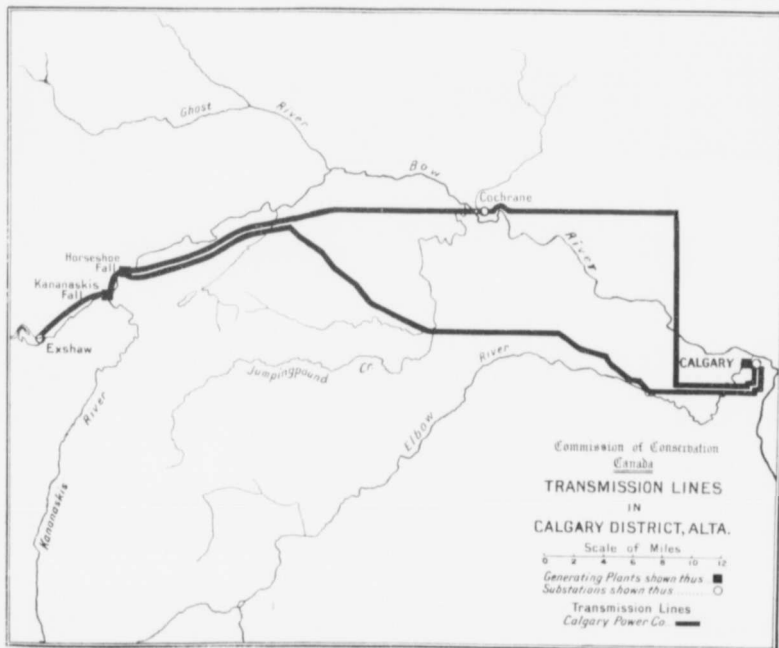 Ghost
River
Bow
Cochrane
River
Horseshoe
Fall
Kananaskis
Fall
Exshaw
CALGARY
River
Jumpingpound
Cr.
Elbow
River
Kananaskis
Commission of Conservation
Canada
TRANSMISSION LINES
IN
CALGARY DISTRICT, ALTA.
Scale of Miles
0 2 4 6 8 10 12
Generating Plants shown thus
Substations shown thus ........
Transmission Lines
Calgary Power Co.